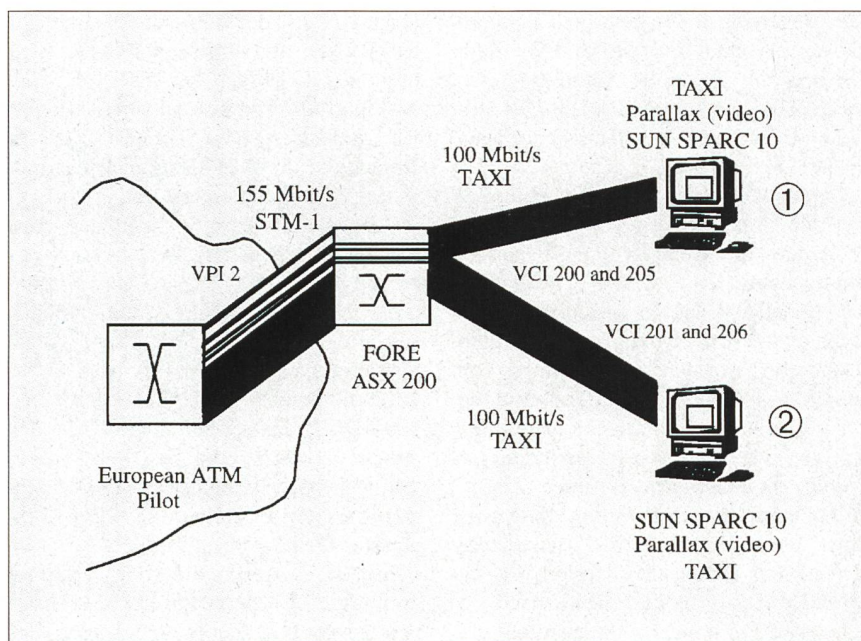 TAXI
Parallax (video)
SUN SPARC 10
①
100 Mbit/s
TAXI
155 Mbit/s
STM-1
VPI 2
VCI 200 and 205
VCI 201 and 206
FORE
ASX 200
100 Mbit/s
TAXI
②
European ATM
Pilot
SUN SPARC 10
Parallax (video)
TAXI